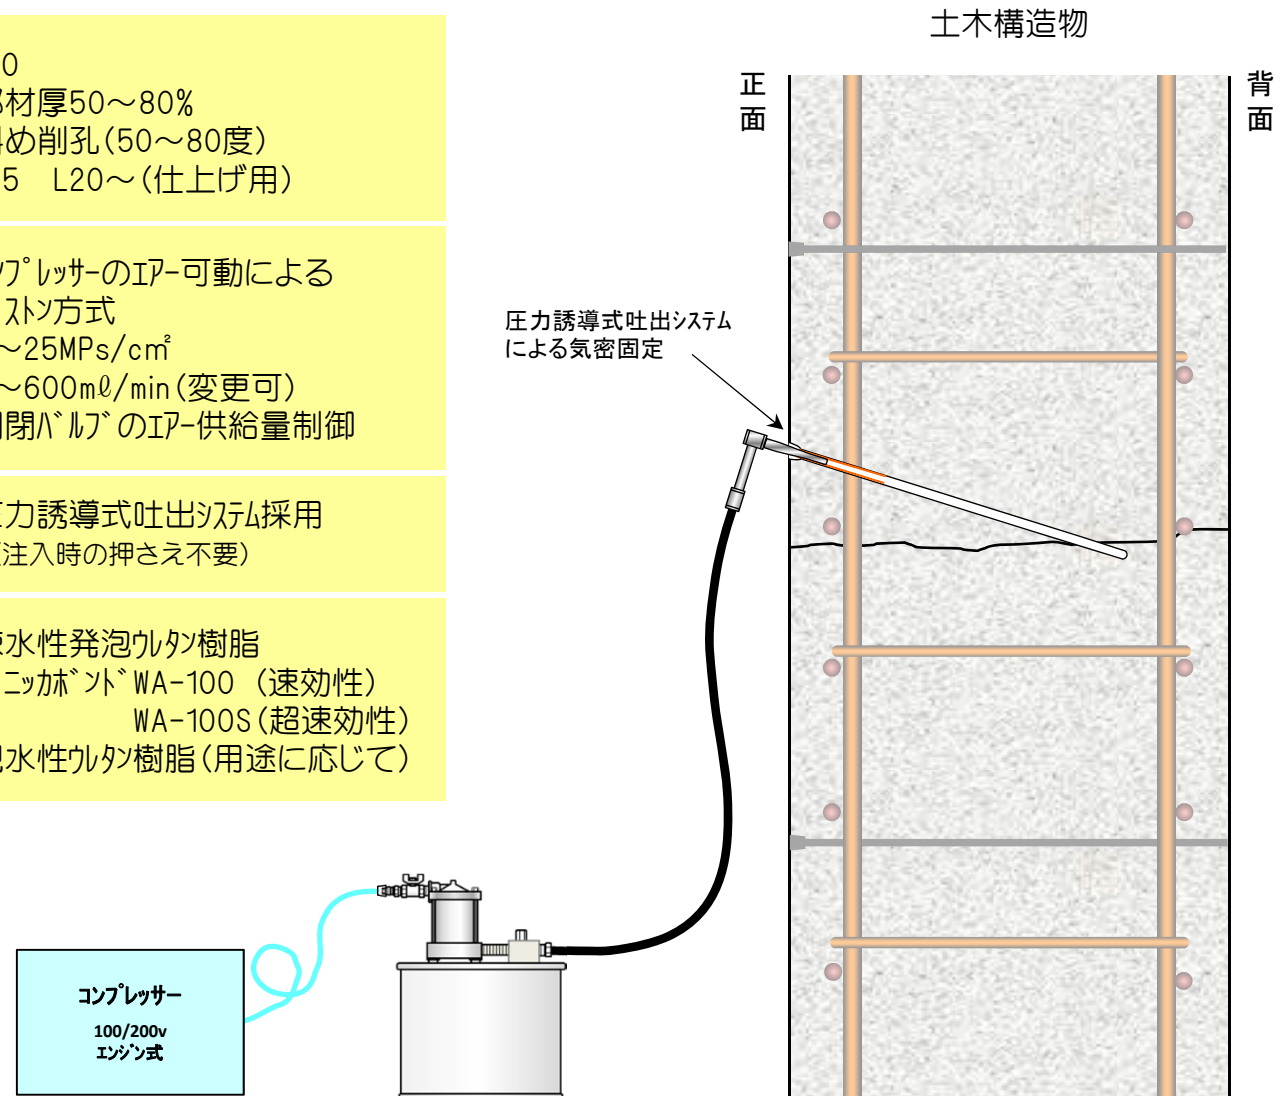 土木構造物
正面
背面
0
材厚50～80%
め削孔(50～80度)
5 L20～(仕上げ用)
ﾌﾟﾚｯｻｰのｴｱｰ可動による
ｽﾄﾝ方式
～25MPs/c㎡
～600mℓ/min(変更可)
閉ﾊﾞﾙﾌﾞのｴｱｰ供給量制御
力誘導式吐出ｼｽﾃﾑ採用
注入時の押さえ不要)
水性発泡ｳﾚﾀﾝ樹脂
ﾆｯｶﾎﾞﾝﾄﾞWA-100 (速効性)
WA-100S(超速効性)
水性ｳﾚﾀﾝ樹脂(用途に応じて)
圧力誘導式吐出ｼｽﾃﾑ
による気密固定
ｺﾝﾌﾟﾚｯｻｰ
100/200v
ｴﾝｼﾞﾝ式